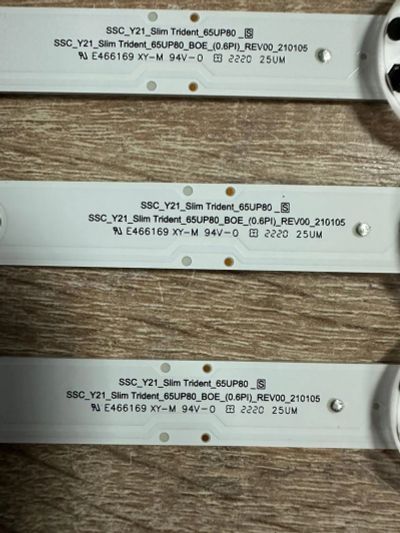 SSC_Y21_Slim Trident_65UP80 _S
SSC_Y21_Slim Trident_65UP80_BOE_(0.6PI)_REV00_210105
E466169 XY-M 94V-0 2220 25UM
SSC_Y21_Slim Trident_65UP80 _S
SSC_Y21_Slim Trident_65UP80_BOE_(0.6PI)_REV00_210105
E466169 XY-M 94V-0 2220 25UM
SSC_Y21_Slim Trident_65UP80 _S
SSC_Y21_Slim Trident_65UP80_BOE_(0.6PI)_REV00_210105
E466169 XY-M 94V-0 2220 25UM